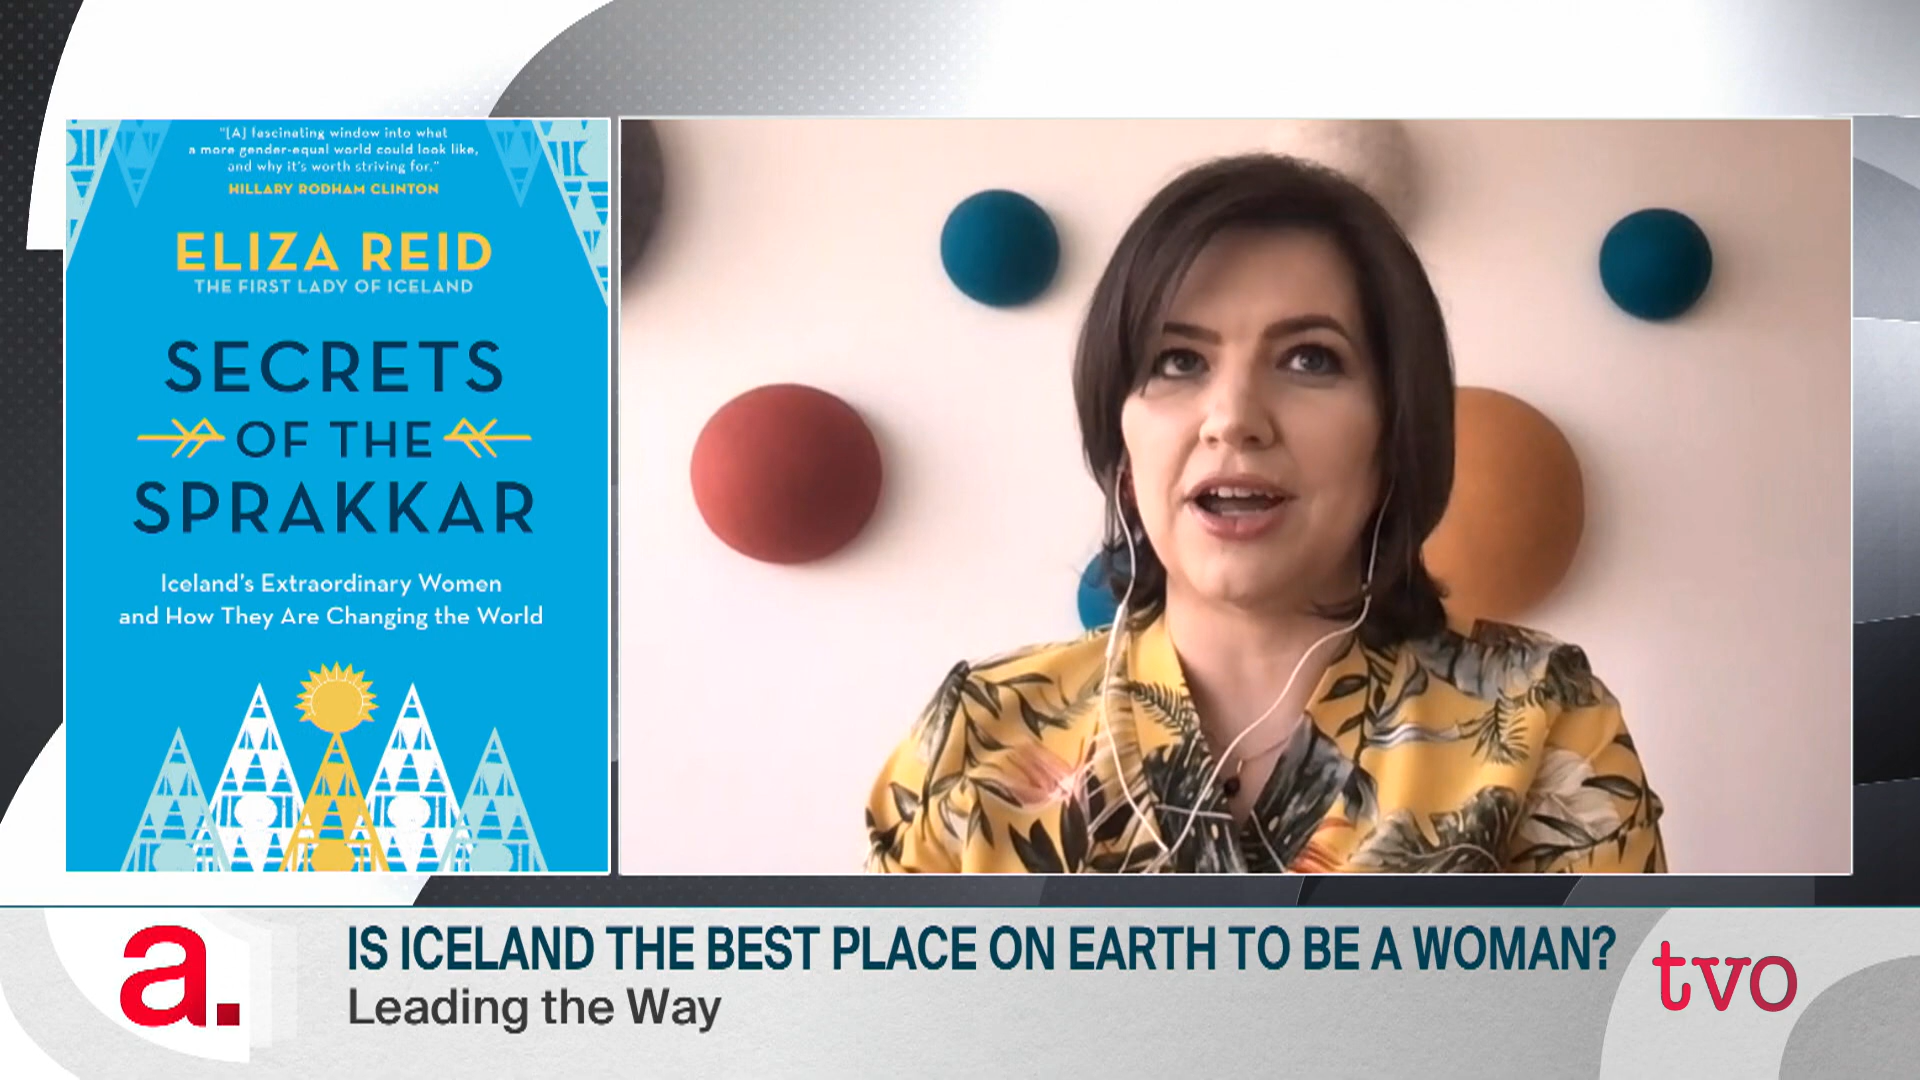 "[A] fascinating window into what
a more gender-equal world could look like,
and why it's worth striving for."
HILLARY RODHAM CLINTON
ELIZA REID
THE FIRST LADY OF ICELAND
SECRETS
OF THE
SPRAKKAR
Iceland's Extraordinary Women
and How They Are Changing the World
a.
IS ICELAND THE BEST PLACE ON EARTH TO BE A WOMAN?
Leading the Way
tvo